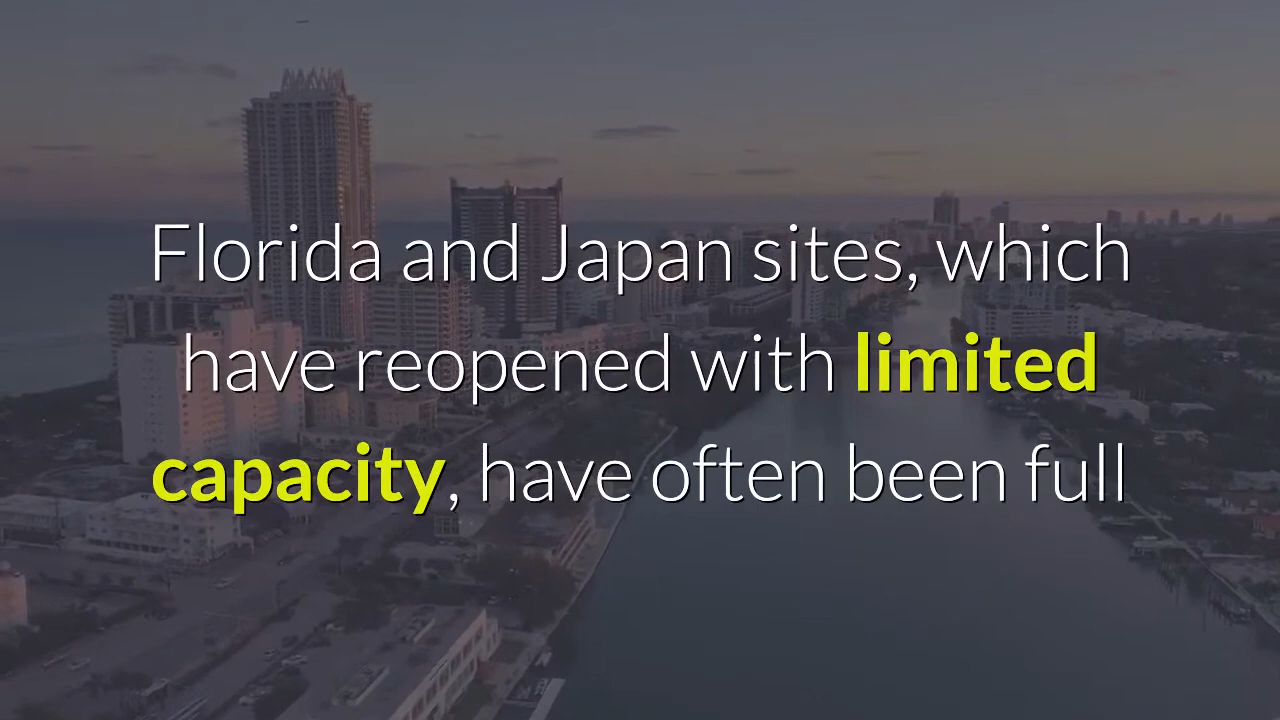 Florida and Japan sites, which
have reopened with limited
capacity, have often been full